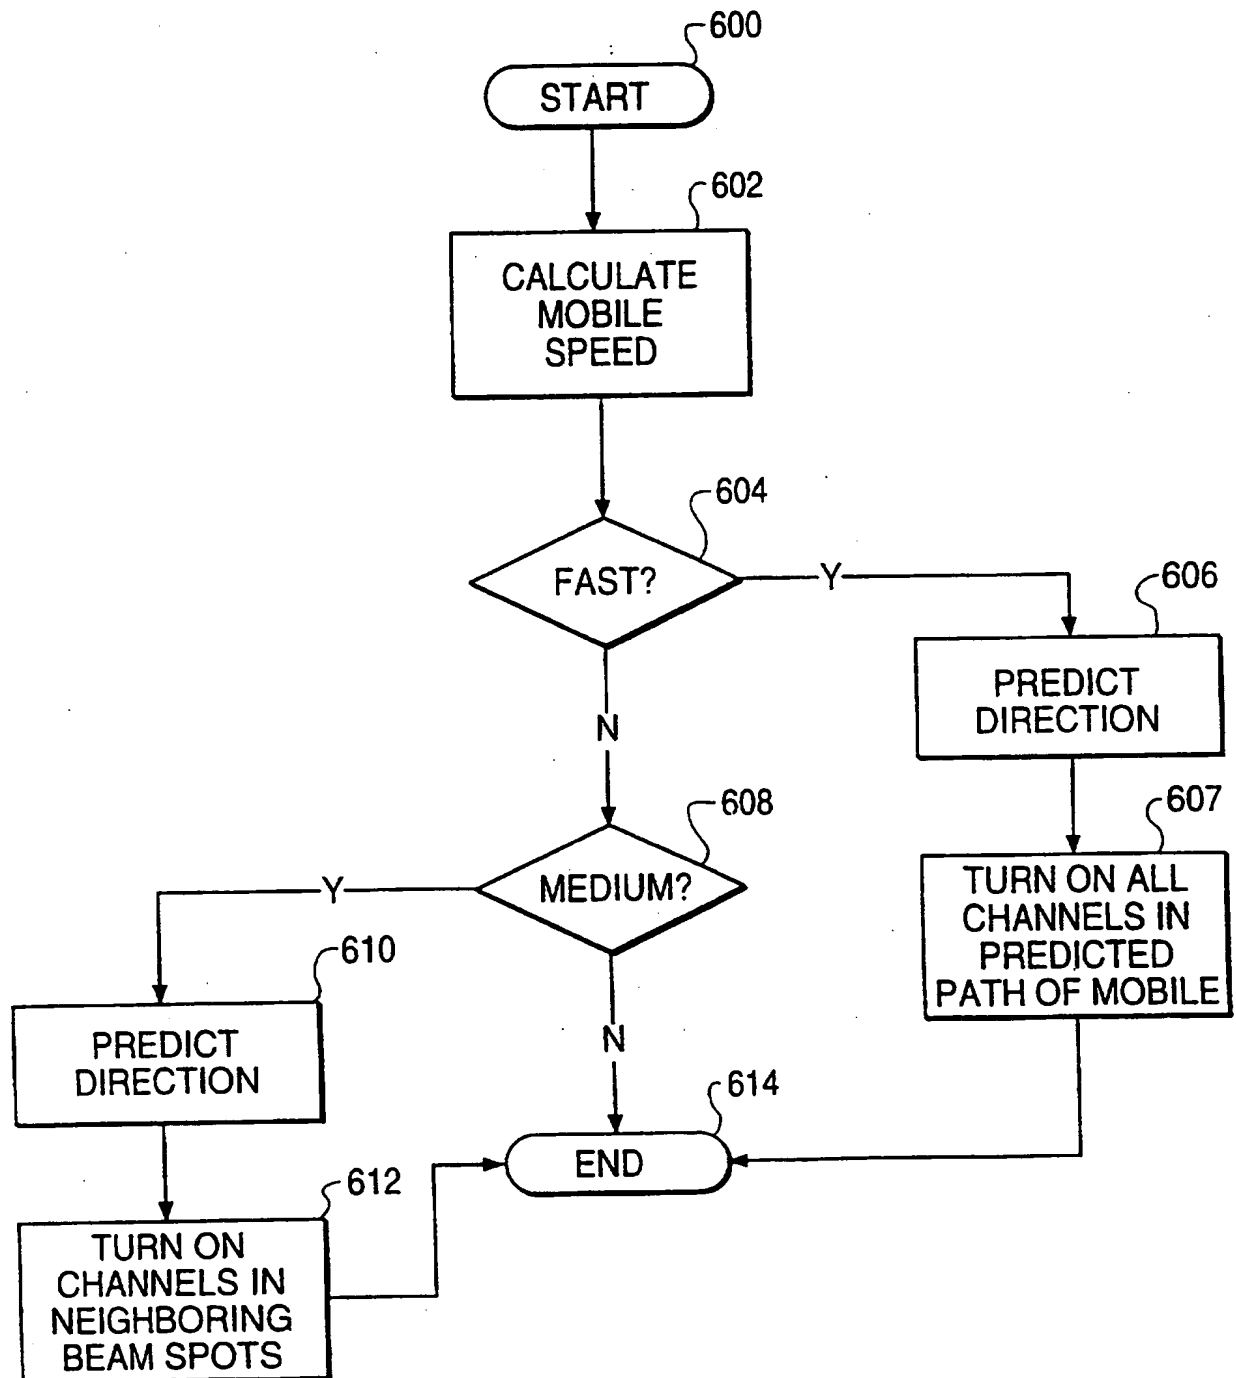 600
START
602
CALCULATE
MOBILE
SPEED
604
FAST?
Y
606
PREDICT
DIRECTION
N
607
TURN ON ALL
CHANNELS IN
PREDICTED
PATH OF MOBILE
608
MEDIUM?
Y
610
PREDICT
DIRECTION
N
614
END
612
TURN ON
CHANNELS IN
NEIGHBORING
BEAM SPOTS